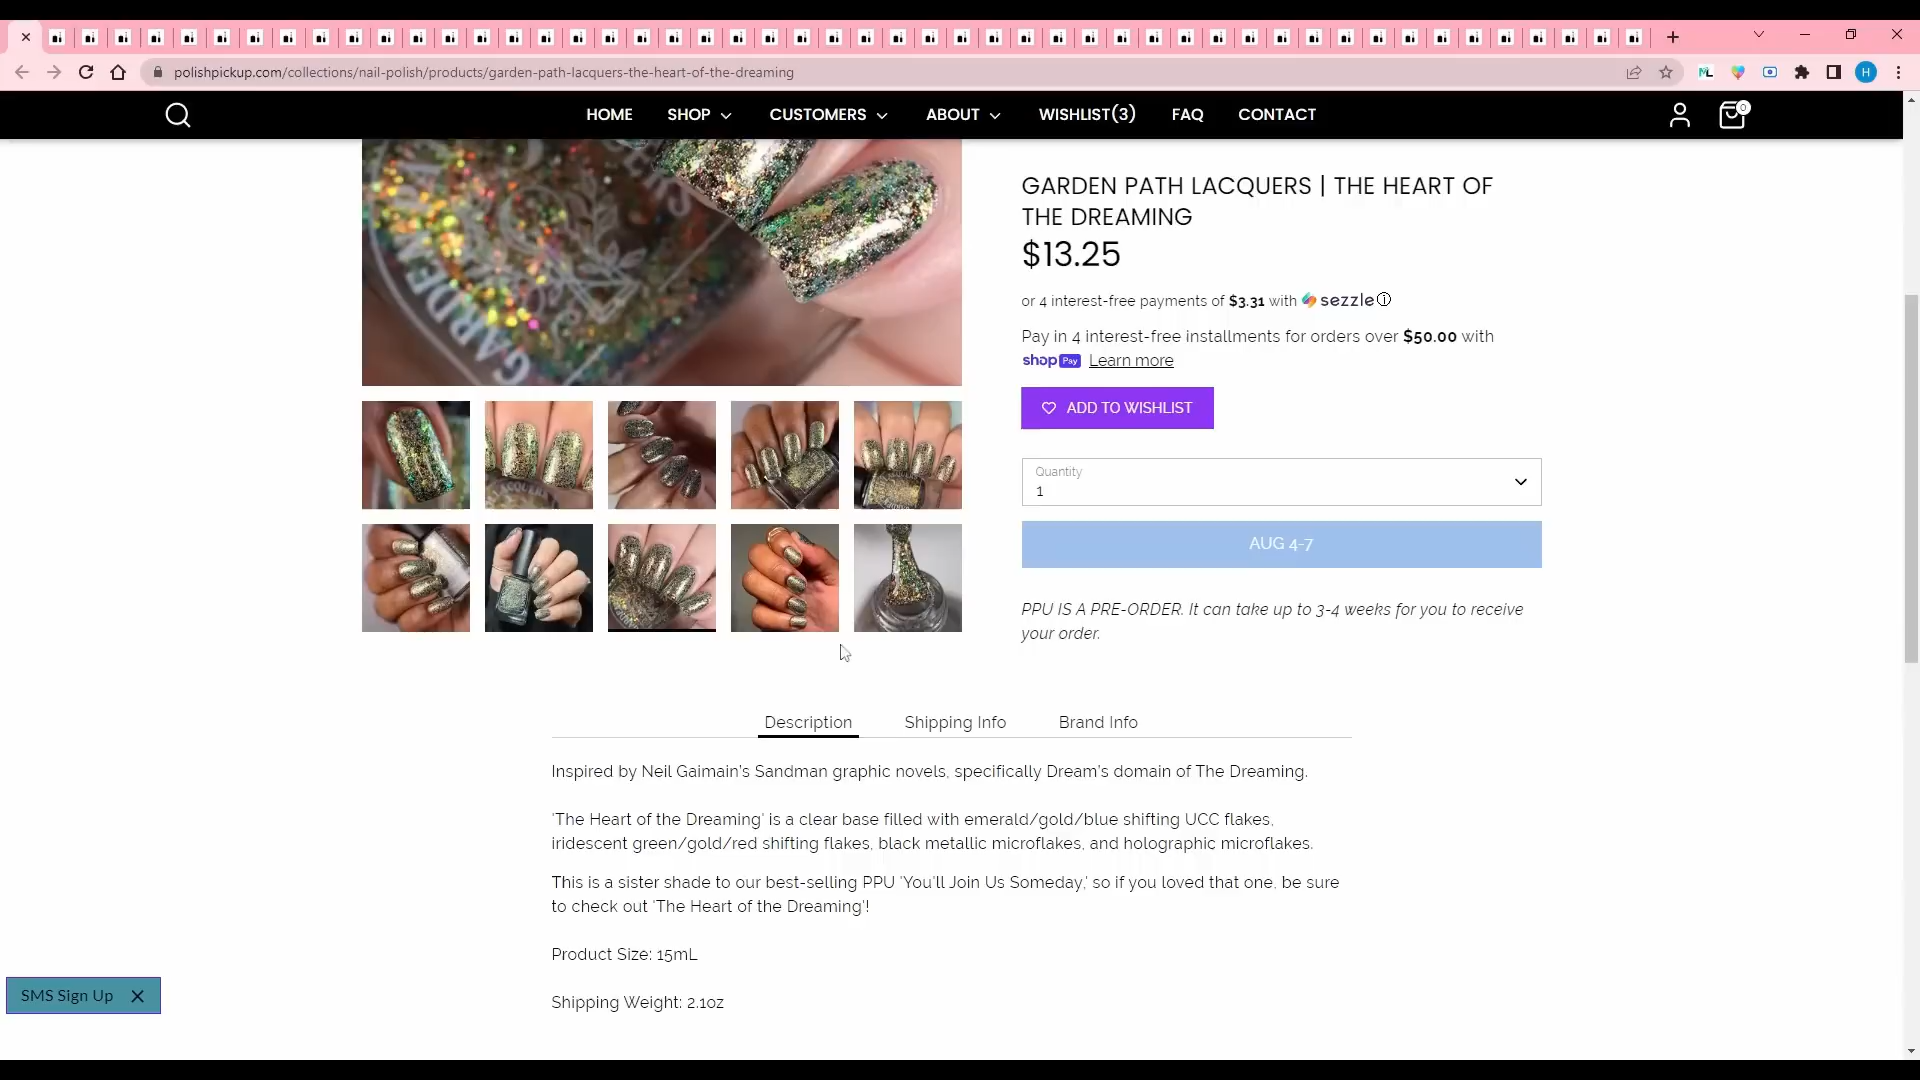 polishpickup.com/collections/nail-polish/products/garden-path-lacquers-the-heart-of-the-dreaming
H
HOME SHOP CUSTOMERS ABOUT WISHLIST(3) FAQ CONTACT
0
GARDEN PATH LACQUERS | THE HEART OF
THE DREAMING
$13.25
or 4 interest-free payments of $3.31 with sezzle
Pay in 4 interest-free installments for orders over $50.00 with
shop Pay Learn more
ADD TO WISHLIST
Quantity
1
AUG 4-7
PPU IS A PRE-ORDER. It can take up to 3-4 weeks for you to receive
your order.
Description Shipping Info Brand Info
Inspired by Neil Gaimain's Sandman graphic novels, specifically Dream's domain of The Dreaming.
'The Heart of the Dreaming' is a clear base filled with emerald/gold/blue shifting UCC flakes,
iridescent green/gold/red shifting flakes, black metallic microflakes, and holographic microflakes.
This is a sister shade to our best-selling PPU 'You'll Join Us Someday,' so if you loved that one, be sure
to check out 'The Heart of the Dreaming'!
Product Size: 15mL
Shipping Weight: 2.1oz
SMS Sign Up